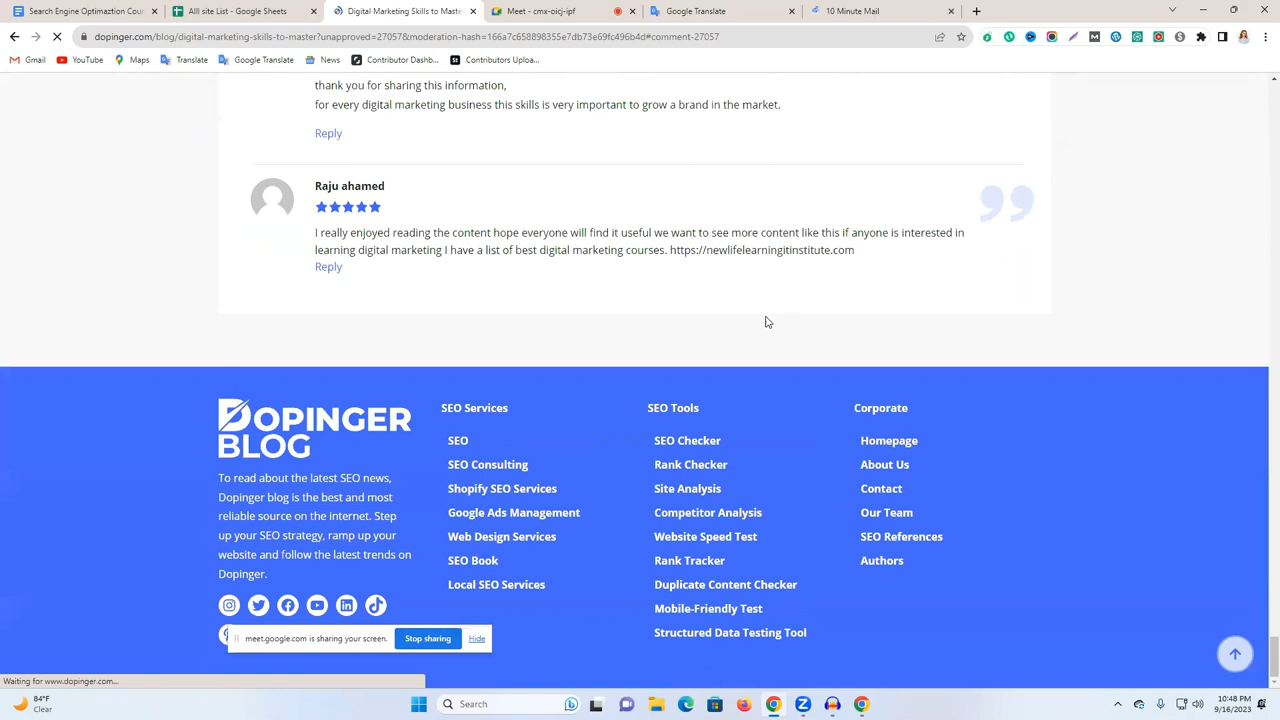 Search Engine Optimaztion Cour
Alll site List - Google Sheets
Digital Marketing Skills to Maste
Meet - cmx-oicj-ipf
Google Translate
10 Minute Mail
dopinger.com/blog/digital-marketing-skills-to-master?unapproved=27057&moderation-hash=166a7c658898355e7db73e69fc496b4d#comment-27057
Gmail
YouTube
Maps
Translate
Google Translate
News
Contributor Dashb...
Contributors Uploa...
thank you for sharing this information,
for every digital marketing business this skills is very important to grow a brand in the market.
Reply
Raju ahamed
I really enjoyed reading the content hope everyone will find it useful we want to see more content like this if anyone is interested in
learning digital marketing I have a list of best digital marketing courses. https://newlifelearningitinstitute.com
Reply
DOPINGER
BLOG
To read about the latest SEO news,
Dopinger blog is the best and most
reliable source on the internet. Step
up your SEO strategy, ramp up your
website and follow the latest trends on
Dopinger.
SEO Services
SEO
SEO Consulting
Shopify SEO Services
Google Ads Management
Web Design Services
SEO Book
Local SEO Services
SEO Tools
SEO Checker
Rank Checker
Site Analysis
Competitor Analysis
Website Speed Test
Rank Tracker
Duplicate Content Checker
Mobile-Friendly Test
Structured Data Testing Tool
Corporate
Homepage
About Us
Contact
Our Team
SEO References
Authors
meet.google.com is sharing your screen.
Stop sharing
Hide
Waiting for www.dopinger.com...
84°F
Clear
Search
10:48 PM
9/16/2023